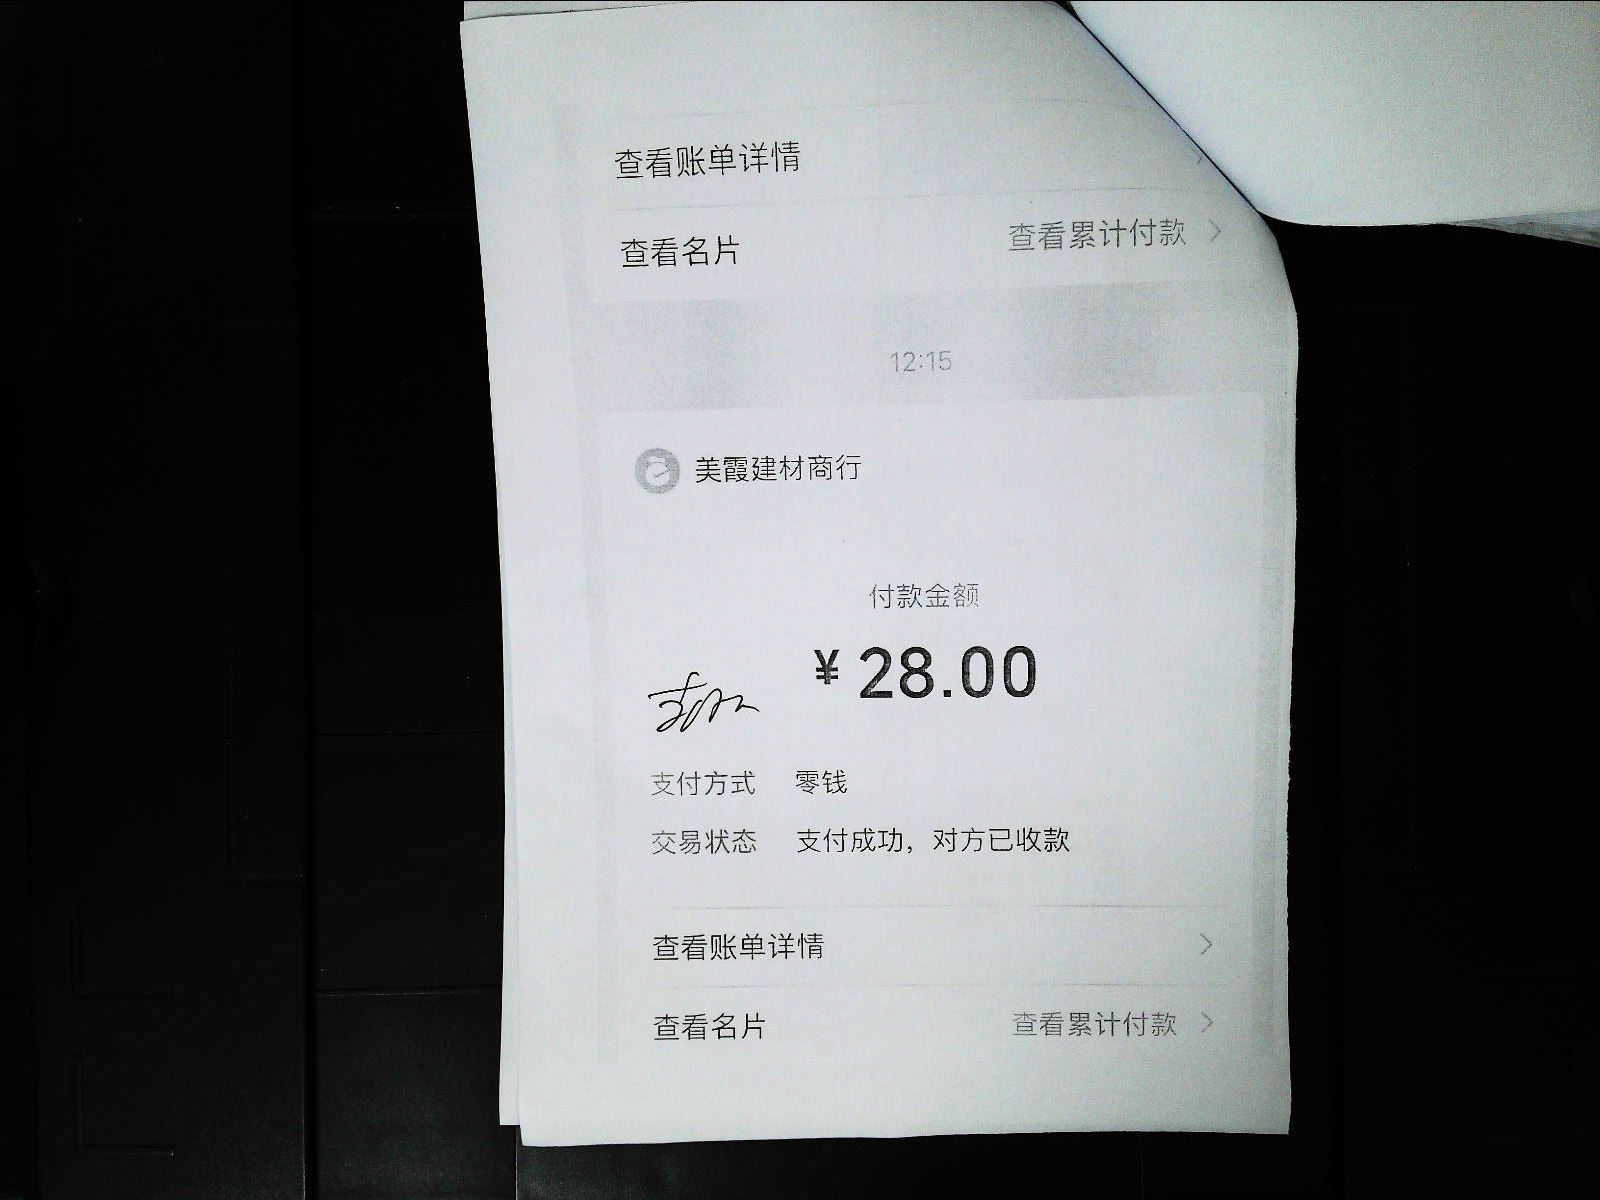 查看账单详情
查看名片 查看累计付款
12:15
美霞建材商行
付款金额
¥28.00
支付方式 零钱
交易状态 支付成功，对方已收款
查看账单详情
查看名片 查看累计付款